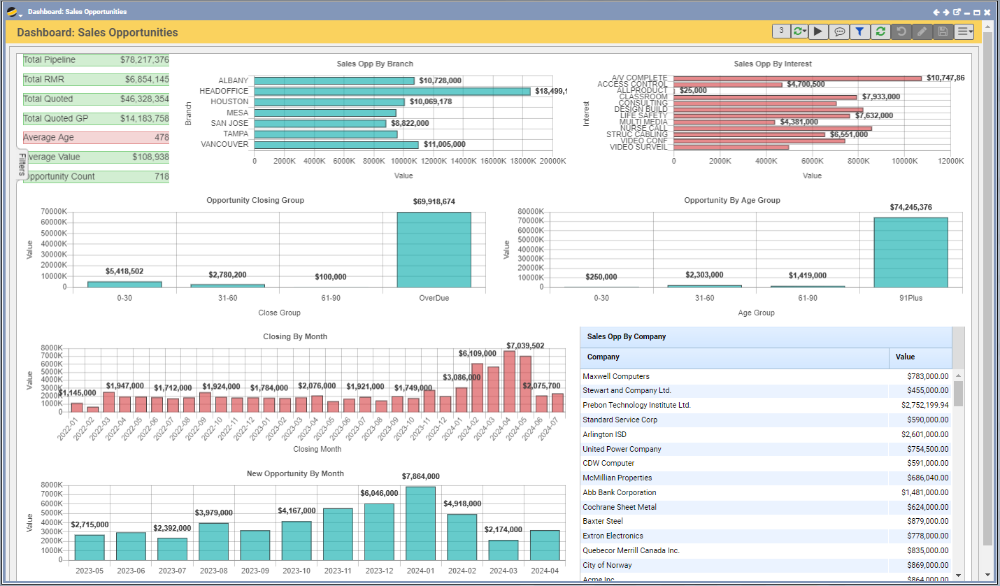 Dashboard: Sales Opportunities
Dashboard: Sales Opportunities
3
Total Pipeline $78,217,376
Total RMR $6,854,145
Total Quoted $46,328,354
Total Quoted GP $14,183,758
Average Age 478
verage Value $108,938
pportunity Count 718
Filters
Sales Opp By Branch
Branch
ALBANY $10,728,000
HEADOFFICE $18,499,1
HOUSTON $10,069,178
MESA
SAN JOSE $8,822,000
TAMPA
VANCOUVER $11,005,000
0 2000K 4000K 6000K 8000K 10000K 12000K 14000K 16000K 18000K 20000K
Value
Sales Opp By Interest
Interest
A/V COMPLETE $10,747,86
ACCESS CONTROL $4,700,500
ALLPRODUCT $25,000
CLASSROOM $7,933,000
CONSULTING
DESIGN BUILD
LIFE SAFETY $7,632,000
MULTI MEDIA $4,381,000
NURSE CALL
STRUC CABLING $6,551,000
VIDEO CONF
VIDEO SURVEIL
0 2000K 4000K 6000K 8000K 10000K 12000K
Value
Opportunity Closing Group
Value
70000K
60000K
50000K
40000K
30000K
20000K
10000K
0
$5,418,502 $2,780,200 $100,000 $69,918,674
0-30 31-60 61-90 OverDue
Close Group
Opportunity By Age Group
Value
80000K
70000K
60000K
50000K
40000K
30000K
20000K
10000K
0
$250,000 $2,303,000 $1,419,000 $74,245,376
0-30 31-60 61-90 91Plus
Age Group
Closing By Month
Value
8000K
7000K
6000K
5000K
4000K
3000K
2000K
1000K
0
$1,145,000 $1,947,000 $1,712,000 $1,924,000 $1,784,000 $2,076,000 $1,921,000 $1,749,000 $3,086,000 $6,109,000 $7,039,502 $2,075,700
2022-01 2022-02 2022-03 2022-04 2022-05 2022-06 2022-07 2022-08 2022-09 2022-10 2022-11 2022-12 2023-01 2023-02 2023-03 2023-04 2023-05 2023-06 2023-07 2023-08 2023-09 2023-10 2023-11 2023-12 2024-01 2024-02 2024-03 2024-04 2024-05 2024-06 2024-07
Closing Month
New Opportunity By Month
Value
8000K
7000K
6000K
5000K
4000K
3000K
2000K
1000K
0
$2,715,000 $2,392,000 $3,979,000 $4,167,000 $6,046,000 $7,864,000 $4,918,000 $2,174,000
2023-05 2023-06 2023-07 2023-08 2023-09 2023-10 2023-11 2023-12 2024-01 2024-02 2024-03 2024-04
Sales Opp By Company
Company Value
Maxwell Computers $783,000.00
Stewart and Company Ltd. $455,000.00
Prebon Technology Institute Ltd. $2,752,199.94
Standard Service Corp $590,000.00
Arlington ISD $2,601,000.00
United Power Company $754,500.00
CDW Computer $591,000.00
McMillian Properties $686,040.00
Abb Bank Corporation $1,481,000.00
Cochrane Sheet Metal $624,000.00
Baxter Steel $879,000.00
Extron Electronics $778,000.00
Quebecor Merrill Canada Inc. $835,000.00
City of Norway $869,000.00
Acme Inc. $864,000.00